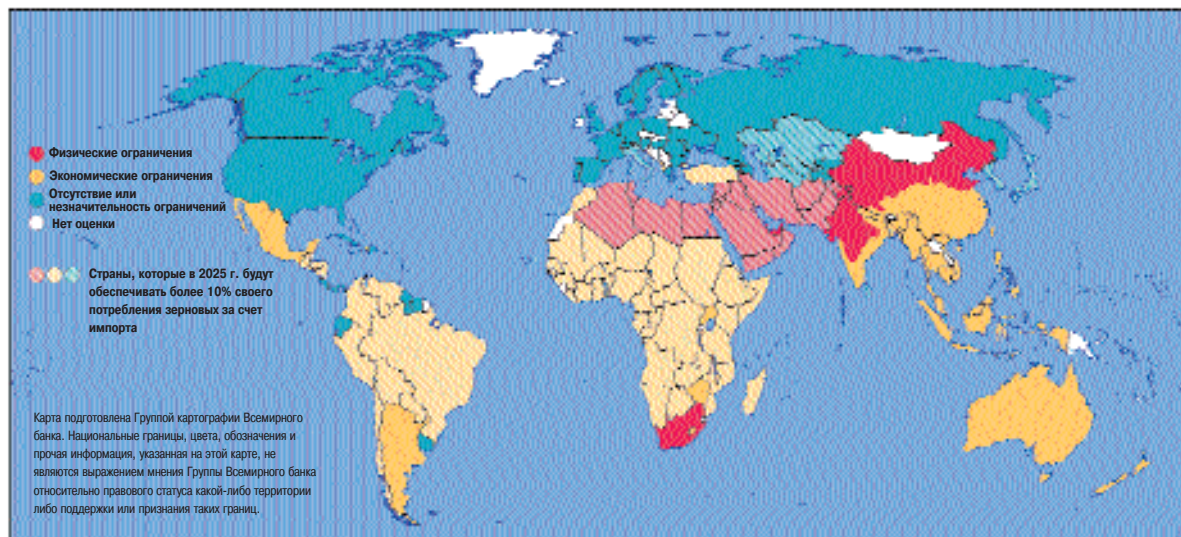 Физические ограничения
Экономические ограничения
Отсутствие или
незначительность ограничений
Нет оценки
Страны, которые в 2025 г. будут
обеспечивать более 10% своего
потребления зерновых за счет
импорта
Карта подготовлена Группой картографии Всемирного
банка. Национальные границы, цвета, обозначения и
прочая информация, указанная на этой карте, не
являются выражением мнения Группы Всемирного банка
относительно правового статуса какой-либо территории
либо поддержки или признания таких границ.